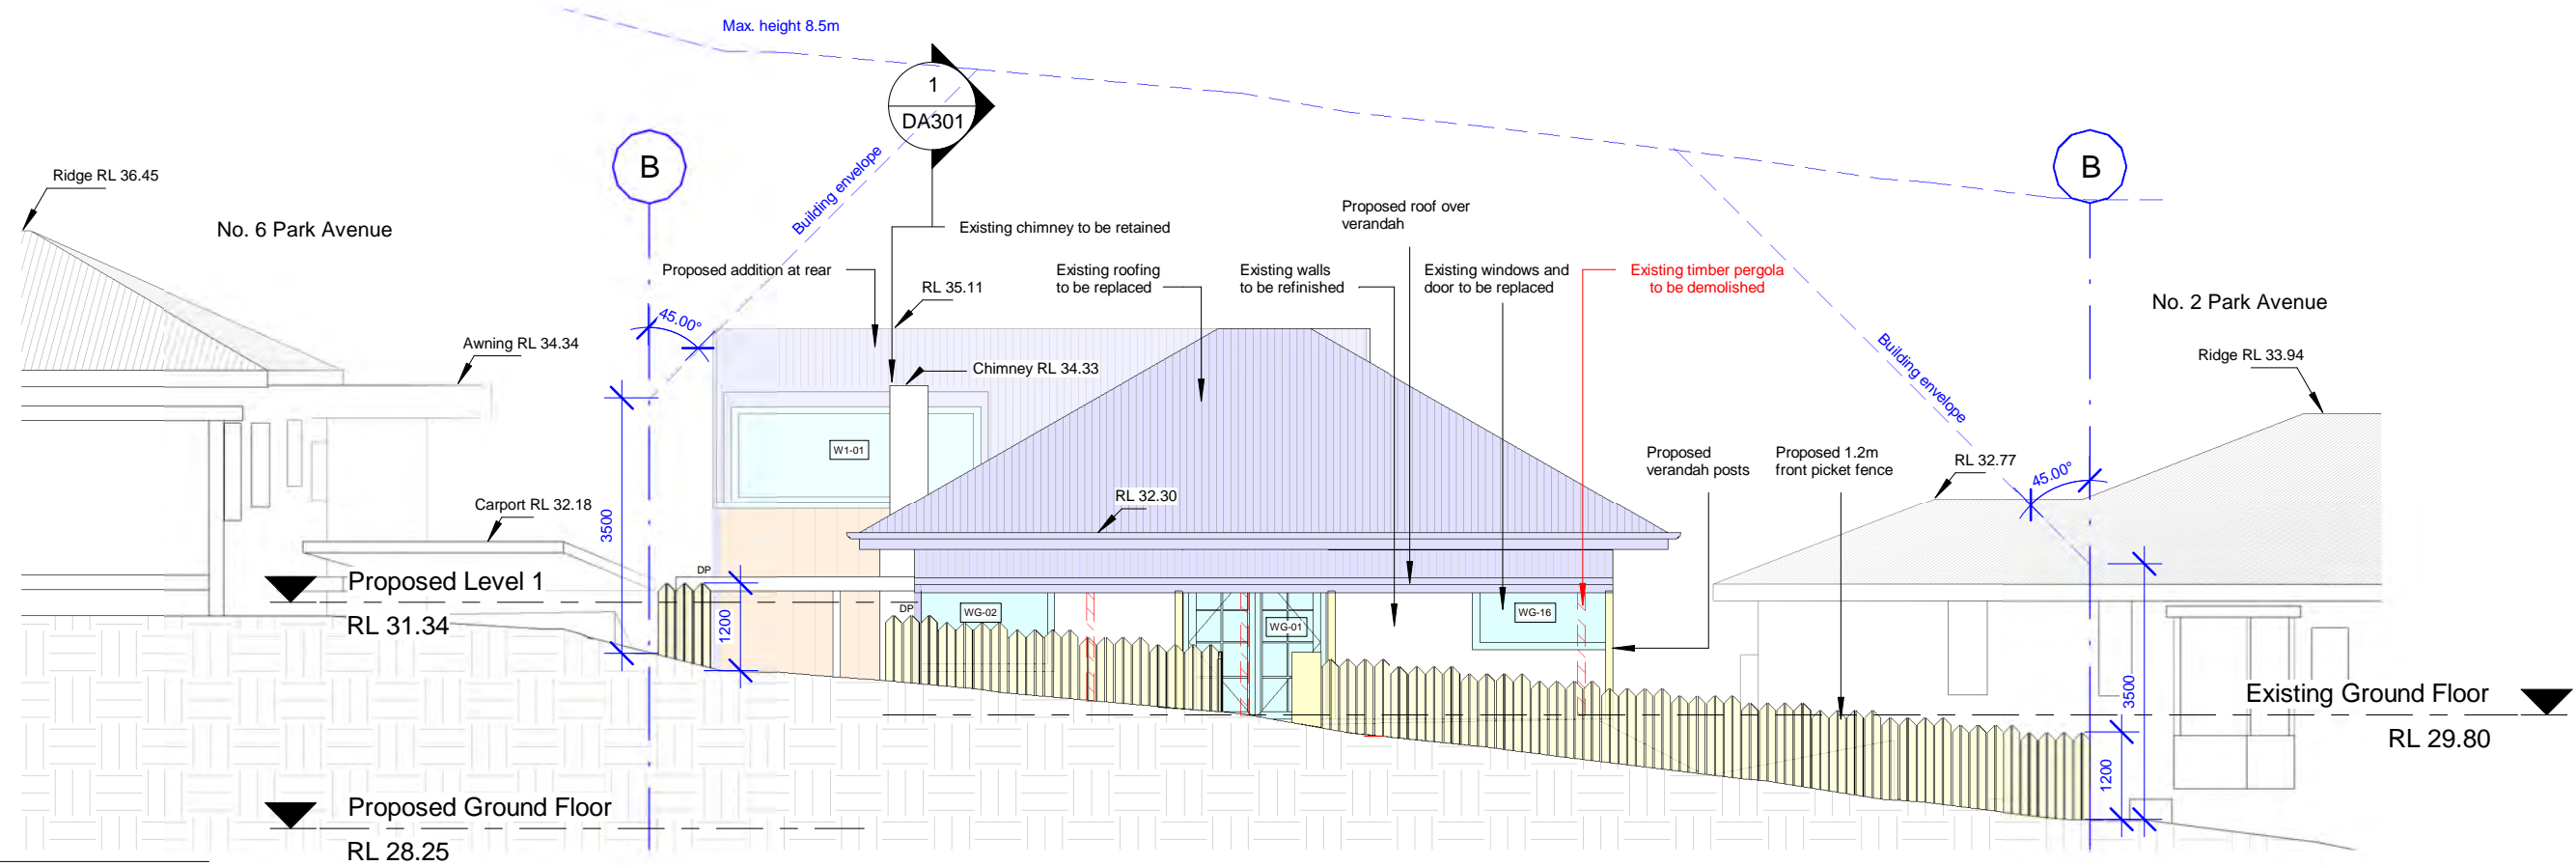 Max. height 8.5m
1
DA301
B
B
Building envelope
Ridge RL 36.45
No. 6 Park Avenue
Existing chimney to be retained
Proposed roof over
verandah
Proposed addition at rear
Existing roofing
to be replaced
Existing walls
to be refinished
Existing windows and
door to be replaced
Existing timber pergola
to be demolished
RL 35.11
No. 2 Park Avenue
45.00°
Awning RL 34.34
Chimney RL 34.33
Building envelope
Ridge RL 33.94
W1-01
Proposed
verandah posts
Proposed 1.2m
front picket fence
RL 32.77
45.00°
Carport RL 32.18
3500
RL 32.30
DP
Proposed Level 1
RL 31.34
1200
DP
WG-02
WG-01
WG-16
3500
Existing Ground Floor
RL 29.80
1200
Proposed Ground Floor
RL 28.25